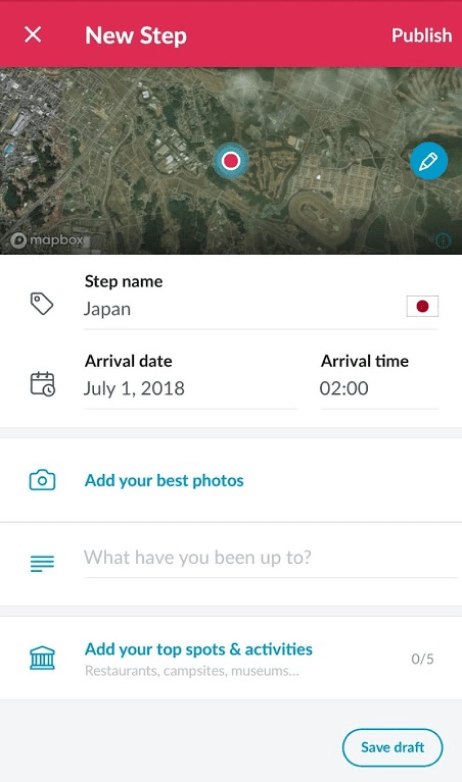 New Step
Publish
mapbox
Step name
Japan
Arrival date
Arrival time
July 1, 2018
02:00
Add your best photos
What have you been up to?
Add your top spots & activities
0/5
Restaurants, campsites, museums...
Save draft